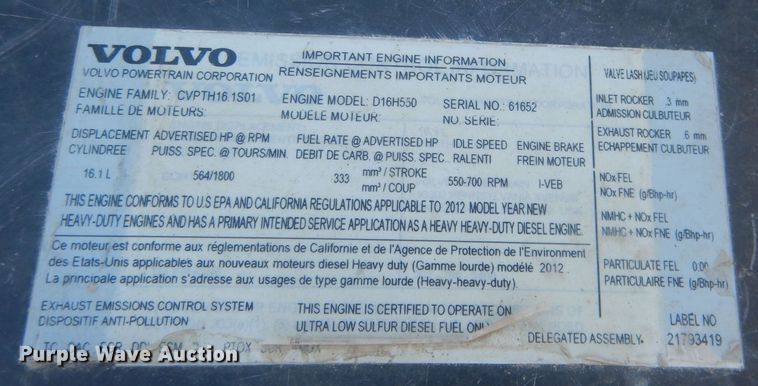 VOLVO
VOLVO POWERTRAIN CORPORATION
IMPORTANT ENGINE INFORMATION
RENSEIGNEMENTS IMPORTANTS MOTEUR
ENGINE FAMILY: CVPTH16.1S01 ENGINE MODEL: D16H550 SERIAL NO.: 61652
FAMILLE DE MOTEURS: MODÈLE MOTEUR: NO. SÉRIE:
DISPLACEMENT ADVERTISED HP @ RPM FUEL RATE @ ADVERTISED HP IDLE SPEED ENGINE BRAKE
CYLINDREE PUISS. SPEC. @ TOURS/MIN. DEBIT DE CARB. @ PUISS. SPEC. RALENTI FREIN MOTEUR
16.1 L 564/1800 333 mm³ / STROKE 550-700 RPM I-VEB
mm³ / COUP
THIS ENGINE CONFORMS TO U.S EPA AND CALIFORNIA REGULATIONS APPLICABLE TO 2012 MODEL YEAR NEW
HEAVY-DUTY ENGINES AND HAS A PRIMARY INTENDED SERVICE APPLICATION AS A HEAVY HEAVY-DUTY DIESEL ENGINE.
Ce moteur est conforme aux réglementations de Californie et de l'Agence de Protection de l'Environment
des Etats-Unis applicables aux nouveaux moteurs diesel Heavy duty (Gamme lourde) modélé 2012.
La principale application s'adresse aux usages de type gamme lourde (Heavy-heavy-duty).
EXHAUST EMISSIONS CONTROL SYSTEM
DISPOSITIF ANTI-POLLUTION
THIS ENGINE IS CERTIFIED TO OPERATE ON
ULTRA LOW SULFUR DIESEL FUEL ONLY
TC, CAC, ECR, DDI, ECM, PTOX
VALVE LASH (JEU SOUPAPES)
INLET ROCKER .3 mm
ADMISSION CULBUTEUR
EXHAUST ROCKER .6 mm
ECHAPPEMENT CULBUTEUR
NOx FEL
NOx FNE (g/Bhp-hr)
NMHC + NOx FEL
NMHC + NOx FNE (g/Bhp-hr)
PARTICULATE FEL 0.00
PARTICULAIRE FNE (g/Bhp-hr)
LABEL NO
DELEGATED ASSEMBLY. 21793419
Purple Wave Auction